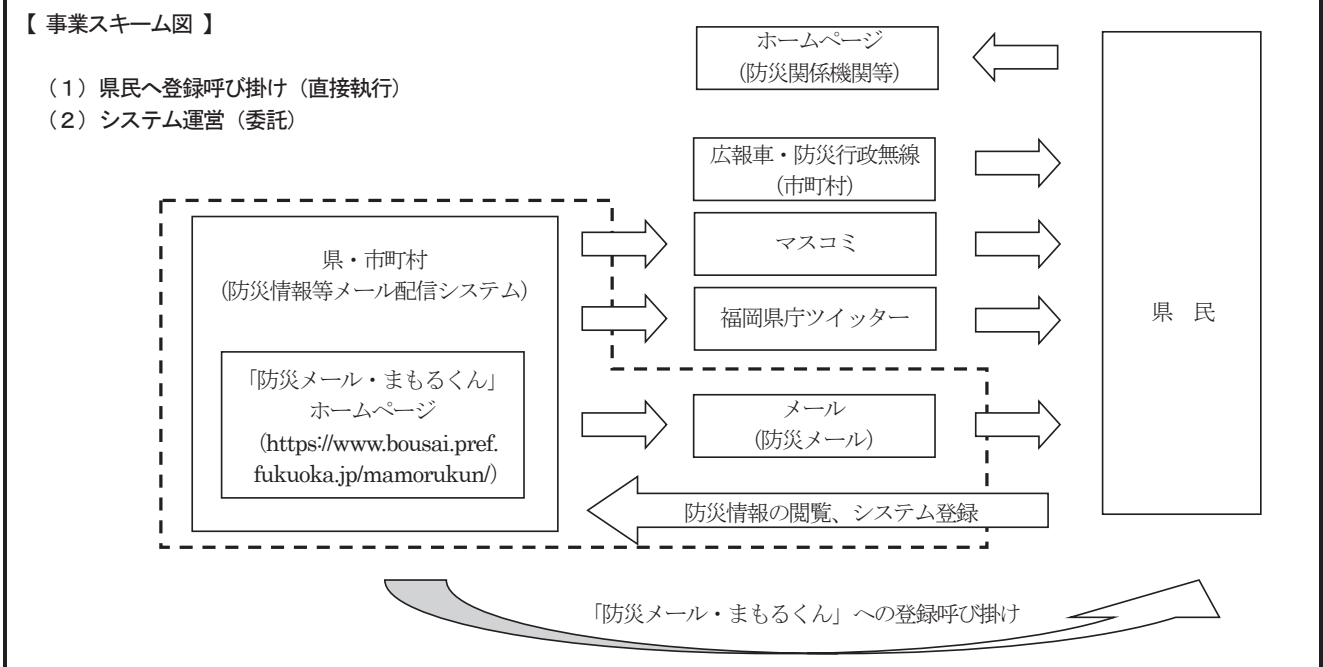 【 事業スキーム図 】
（１）県民へ登録呼び掛け（直接執行）
（２）システム運営（委託）
ホームページ
（防災関係機関等）
広報車・防災行政無線
（市町村）
マスコミ
福岡県庁ツイッター
メール
（防災メール）
県・市町村
（防災情報等メール配信システム）
「防災メール・まもるくん」
ホームページ
（https://www.bousai.pref.
fukuoka.jp/mamorukun/）
県　民
防災情報の閲覧、システム登録
「防災メール・まもるくん」への登録呼び掛け